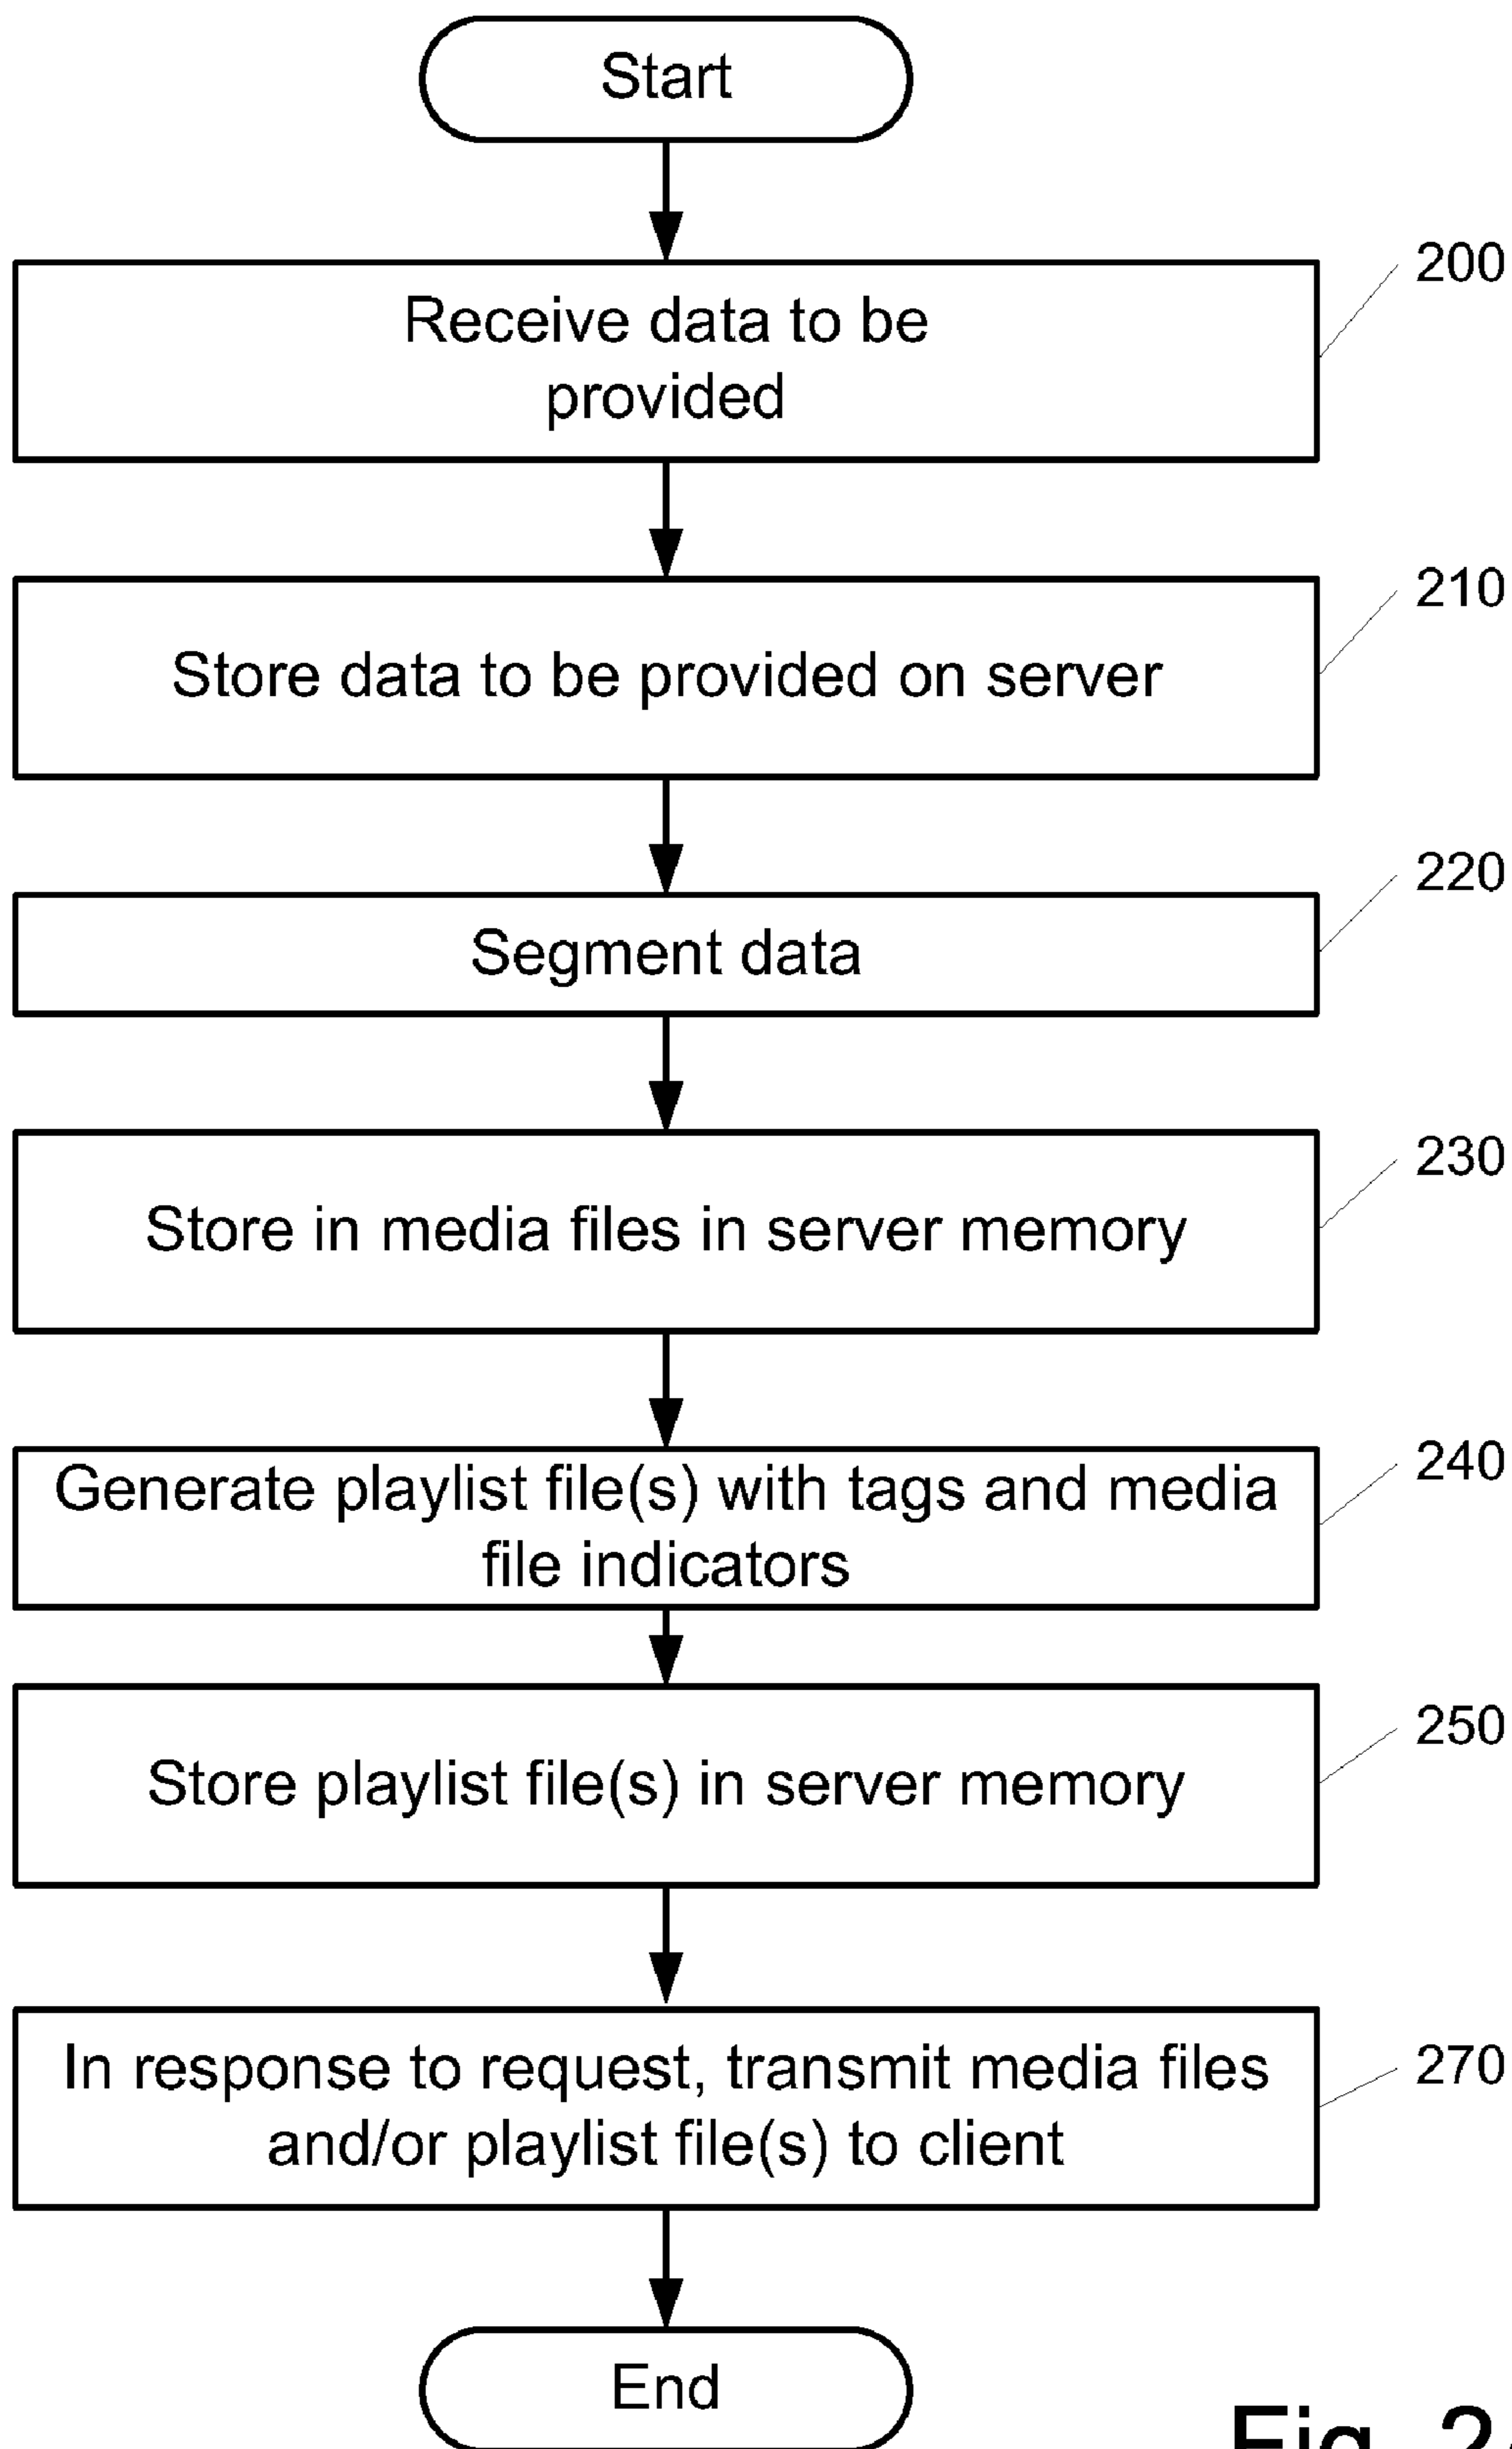 Start
200
Receive data to be
provided
210
Store data to be provided on server
220
Segment data
230
Store in media files in server memory
240
Generate playlist file(s) with tags and media
file indicators
250
Store playlist file(s) in server memory
270
In response to request, transmit media files
and/or playlist file(s) to client
End
Fig. 2